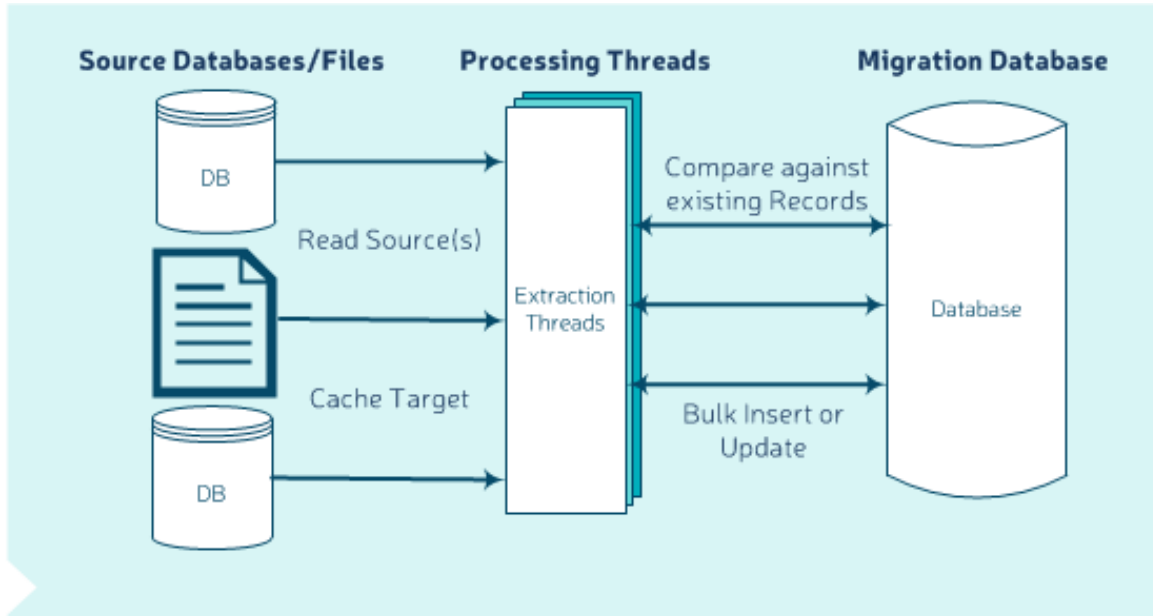 Source Databases/Files
Processing Threads
Migration Database
DB
Read Source(s)
Cache Target
DB
Extraction
Threads
Compare against
existing Records
Bulk Insert or
Update
Database